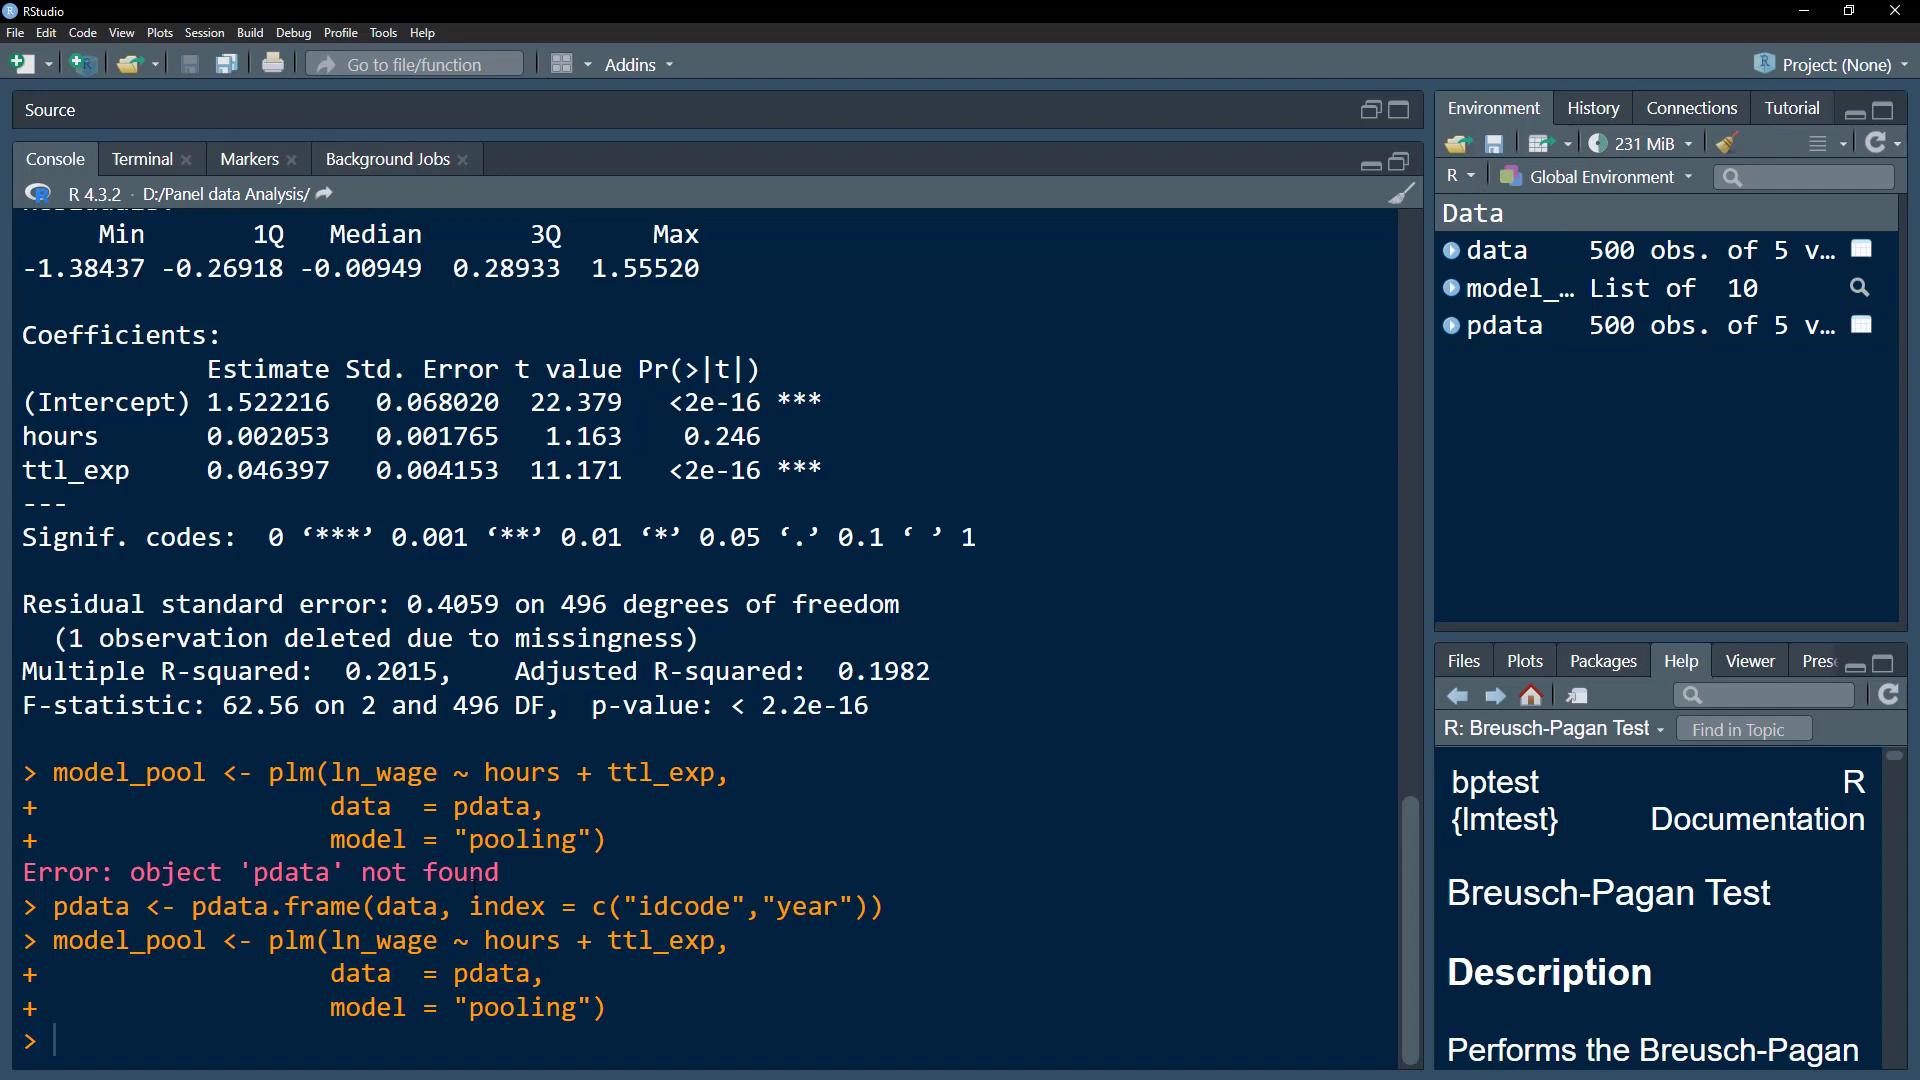 RStudio
File Edit Code View Plots Session Build Debug Profile Tools Help
Go to file/function Addins Project: (None)
Source
Console Terminal Markers Background Jobs
R 4.3.2 · D:/Panel data Analysis/
Min 1Q Median 3Q Max
-1.38437 -0.26918 -0.00949 0.28933 1.55520
Coefficients:
Estimate Std. Error t value Pr(>|t|)
(Intercept) 1.522216 0.068020 22.379 <2e-16 ***
hours 0.002053 0.001765 1.163 0.246
ttl_exp 0.046397 0.004153 11.171 <2e-16 ***
---
Signif. codes: 0 ‘***’ 0.001 ‘**’ 0.01 ‘*’ 0.05 ‘.’ 0.1 ‘ ’ 1
Residual standard error: 0.4059 on 496 degrees of freedom
(1 observation deleted due to missingness)
Multiple R-squared: 0.2015, Adjusted R-squared: 0.1982
F-statistic: 62.56 on 2 and 496 DF, p-value: < 2.2e-16
> model_pool <- plm(ln_wage ~ hours + ttl_exp,
+ data = pdata,
+ model = "pooling")
Error: object 'pdata' not found
> pdata <- pdata.frame(data, index = c("idcode","year"))
> model_pool <- plm(ln_wage ~ hours + ttl_exp,
+ data = pdata,
+ model = "pooling")
>
Environment History Connections Tutorial
231 MiB
R Global Environment
Data
data 500 obs. of 5 v…
model_… List of 10
pdata 500 obs. of 5 v…
Files Plots Packages Help Viewer Pres
R: Breusch-Pagan Test Find in Topic
bptest R
{lmtest} Documentation
Breusch-Pagan Test
Description
Performs the Breusch-Pagan